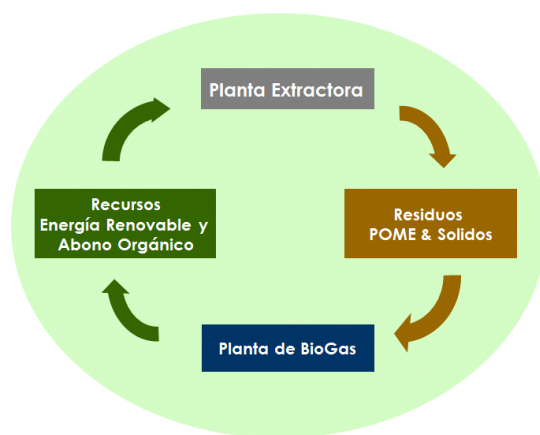 Planta Extractora
Residuos
POME & Solidos
Planta de BioGas
Recursos
Energía Renovable y
Abono Orgánico